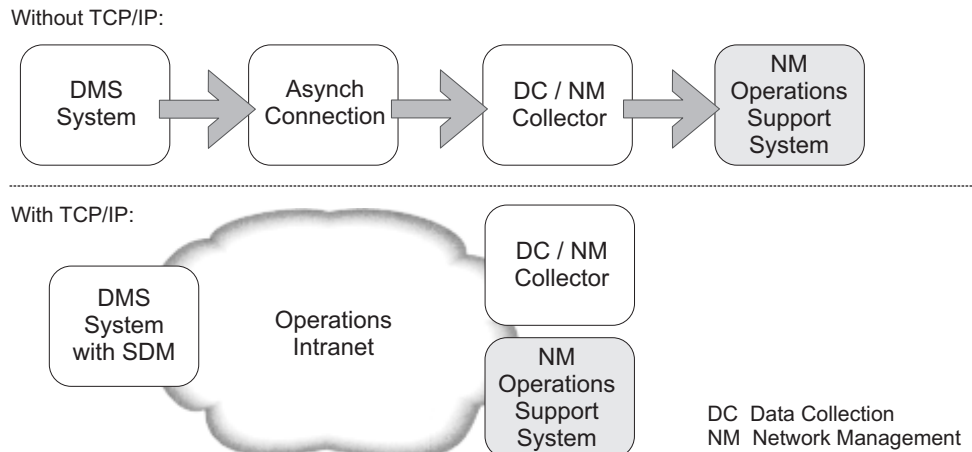 Without TCP/IP:
DMS
System
Asynch
Connection
DC / NM
Collector
NM
Operations
Support
System
With TCP/IP:
DMS
System
with SDM
Operations
Intranet
DC / NM
Collector
NM
Operations
Support
System
DC Data Collection
NM Network Management